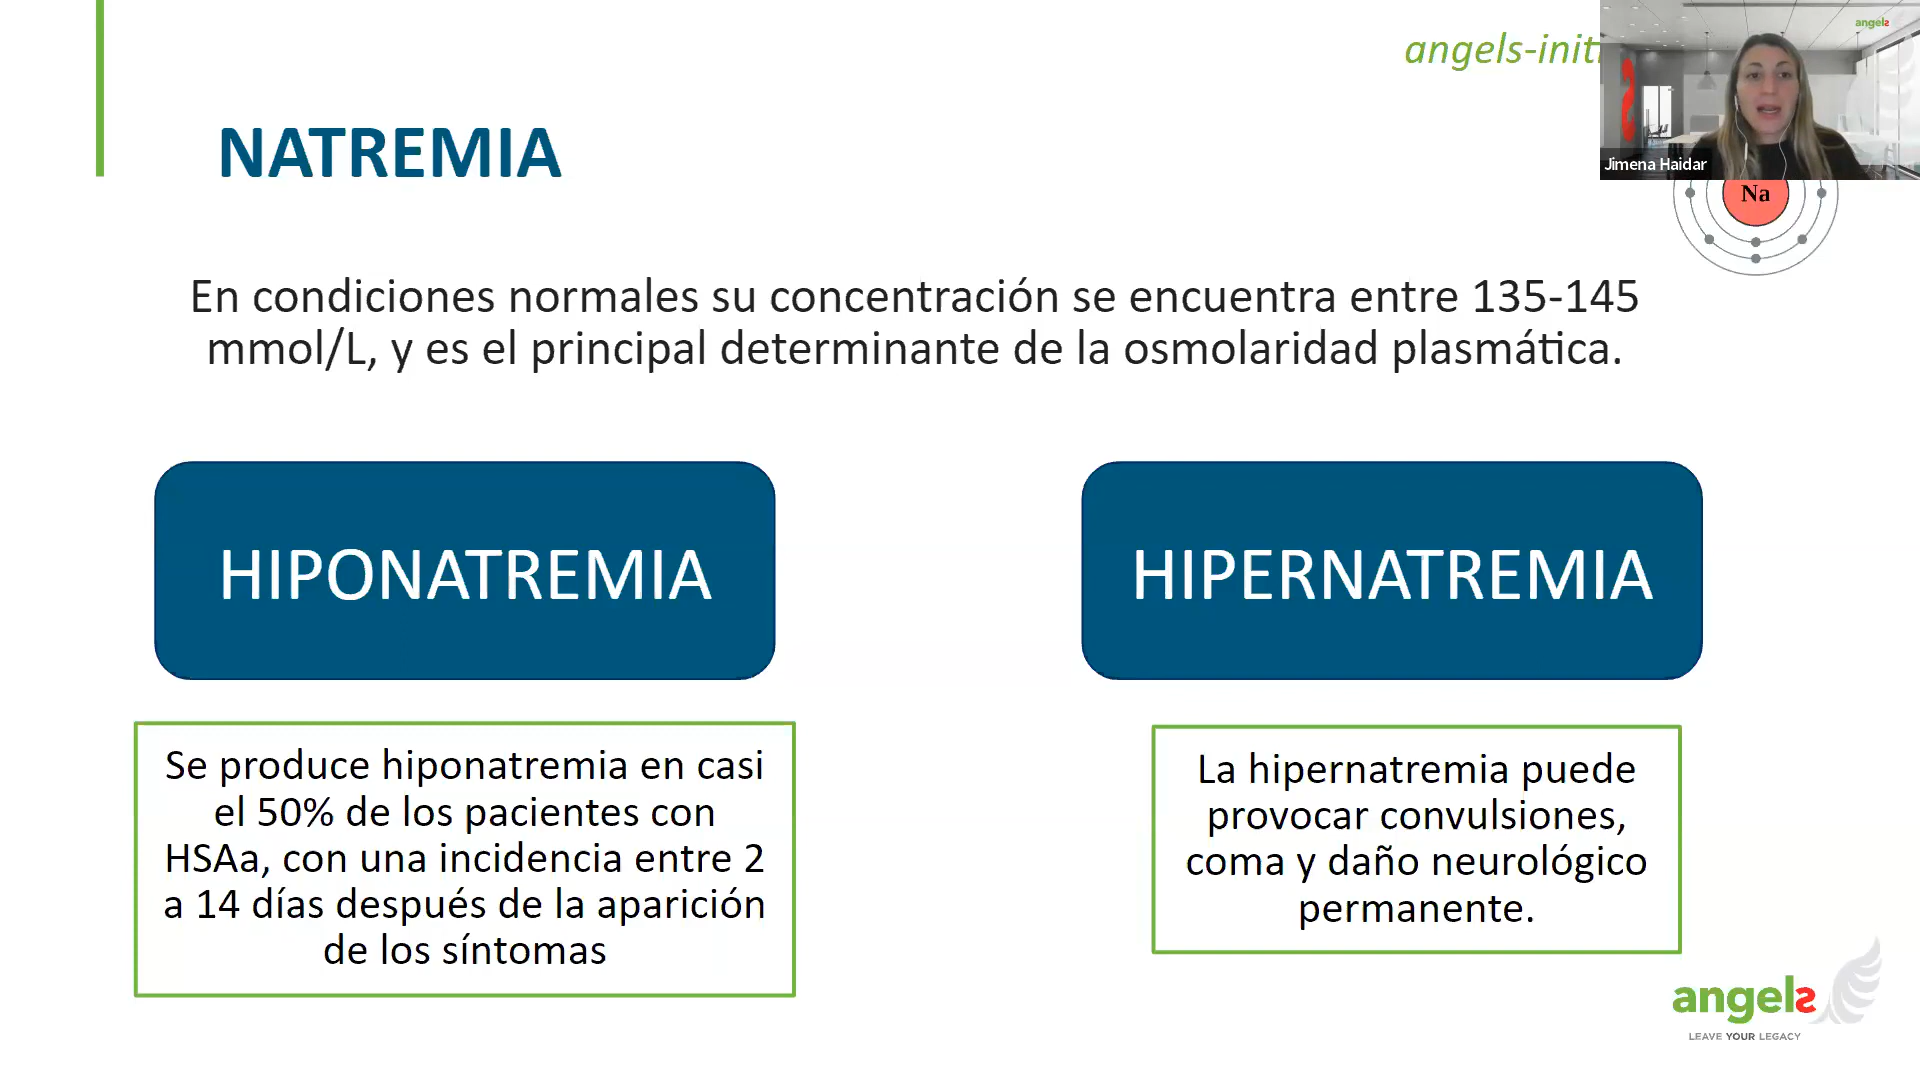 angels-initi
angels
Jimena Haidar
NATREMIA
Na
En condiciones normales su concentración se encuentra entre 135-145
mmol/L, y es el principal determinante de la osmolaridad plasmática.
HIPONATREMIA
HIPERNATREMIA
Se produce hiponatremia en casi
el 50% de los pacientes con
HSAa, con una incidencia entre 2
a 14 días después de la aparición
de los síntomas
La hipernatremia puede
provocar convulsiones,
coma y daño neurológico
permanente.
angels
LEAVE YOUR LEGACY